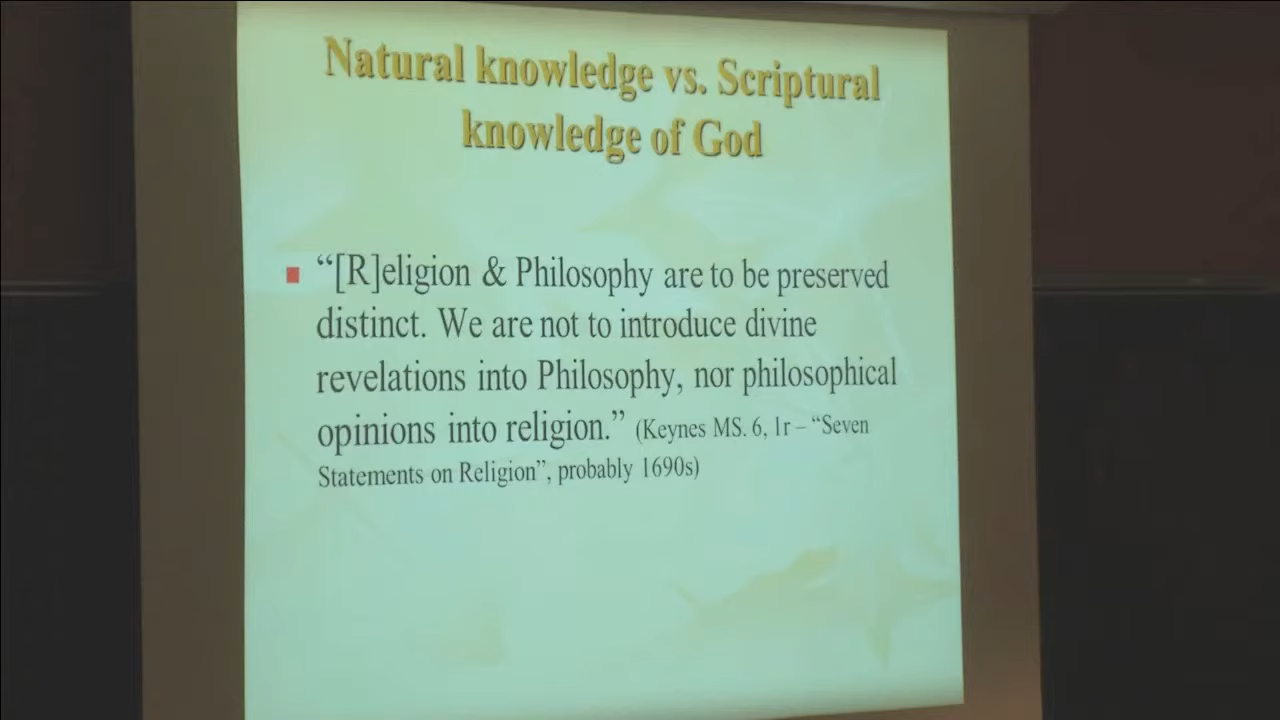 Natural knowledge vs. Scriptural
knowledge of God
“[R]eligion & Philosophy are to be preserved
distinct. We are not to introduce divine
revelations into Philosophy, nor philosophical
opinions into religion.” (Keynes MS. 6, 1r – “Seven
Statements on Religion”, probably 1690s)